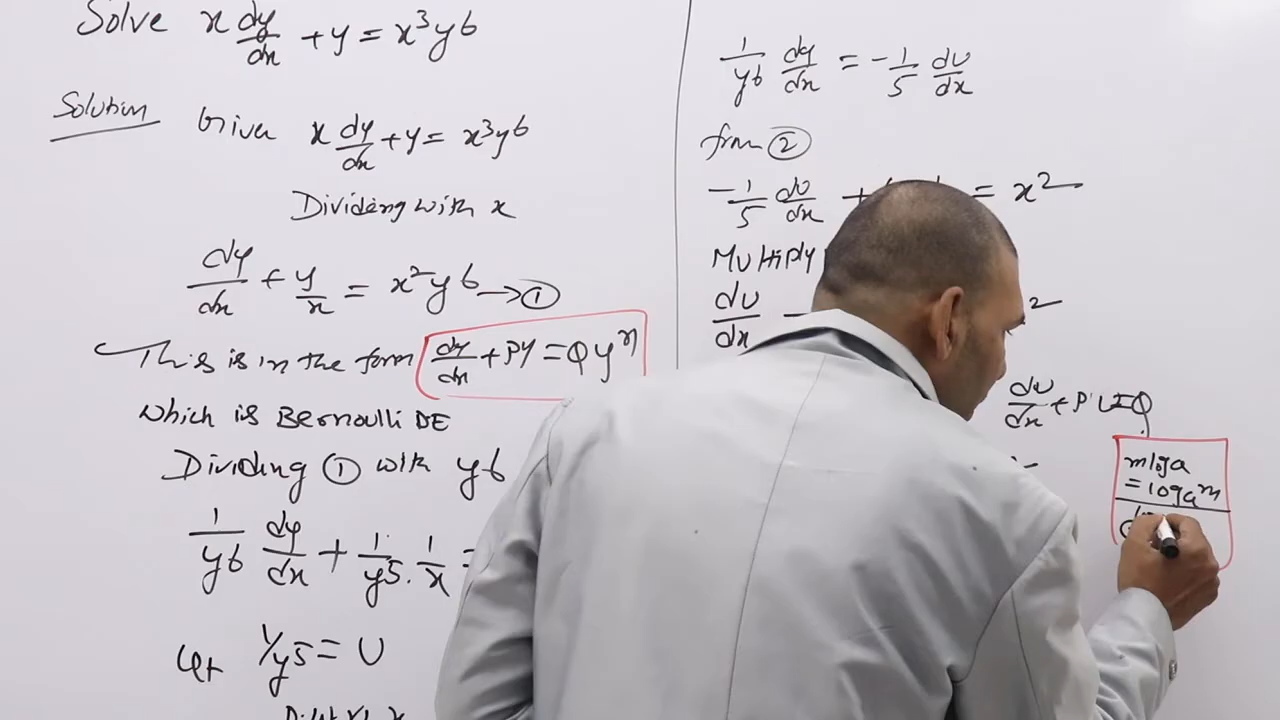 Solve x dy/dx + y = x³y6
Solution
Given x dy/dx + y = x³y6
Dividing with x
dy/dx + y/x = x²y6 → ①
This is in the form dy/dx + Py = Qyⁿ
which is Bernoulli DE
Dividing ① with y6
1/y6 dy/dx + 1/y5 . 1/x =
Let 1/y5 = U
1/y6 dy/dx = -1/5 dU/dx
from ②
-1/5 dU/dx + = x²
Multiply
dU/dx - 2
dU/dx + P U = Q
m log a
= log a^m